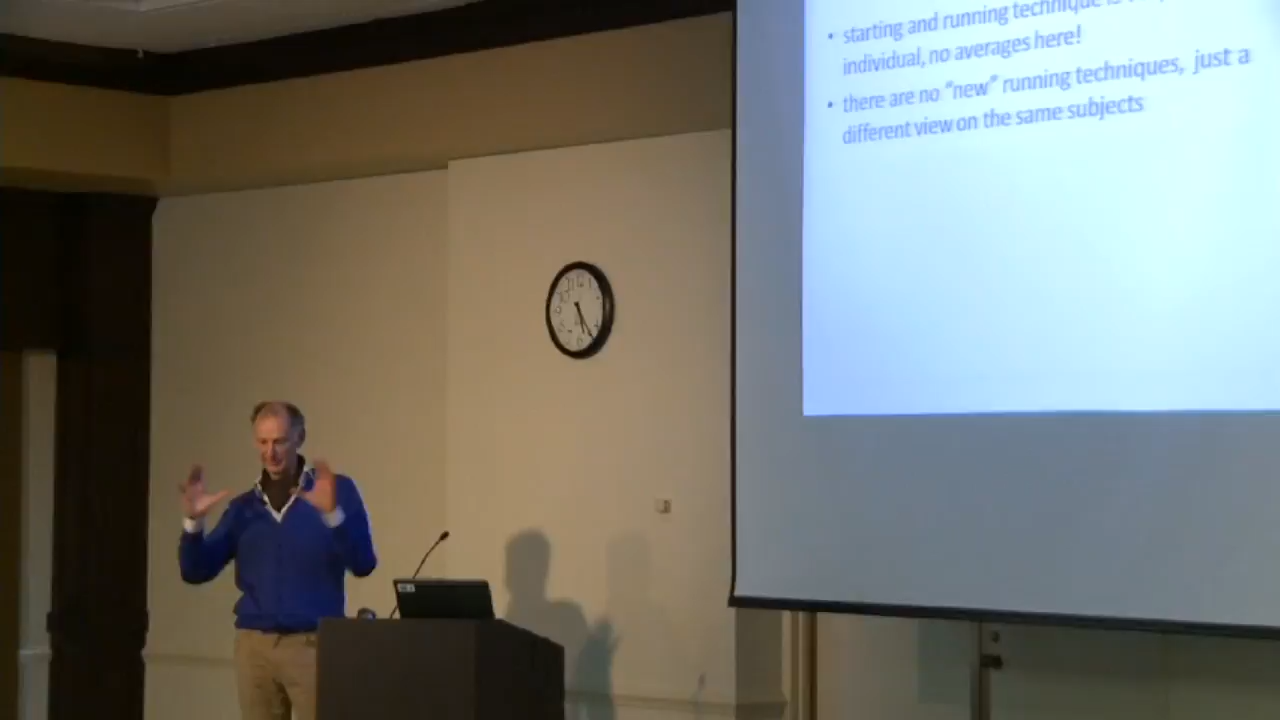 • starting and running technique is
individual, no averages here!
• there are no “new” running techniques, just a
different view on the same subjects
12